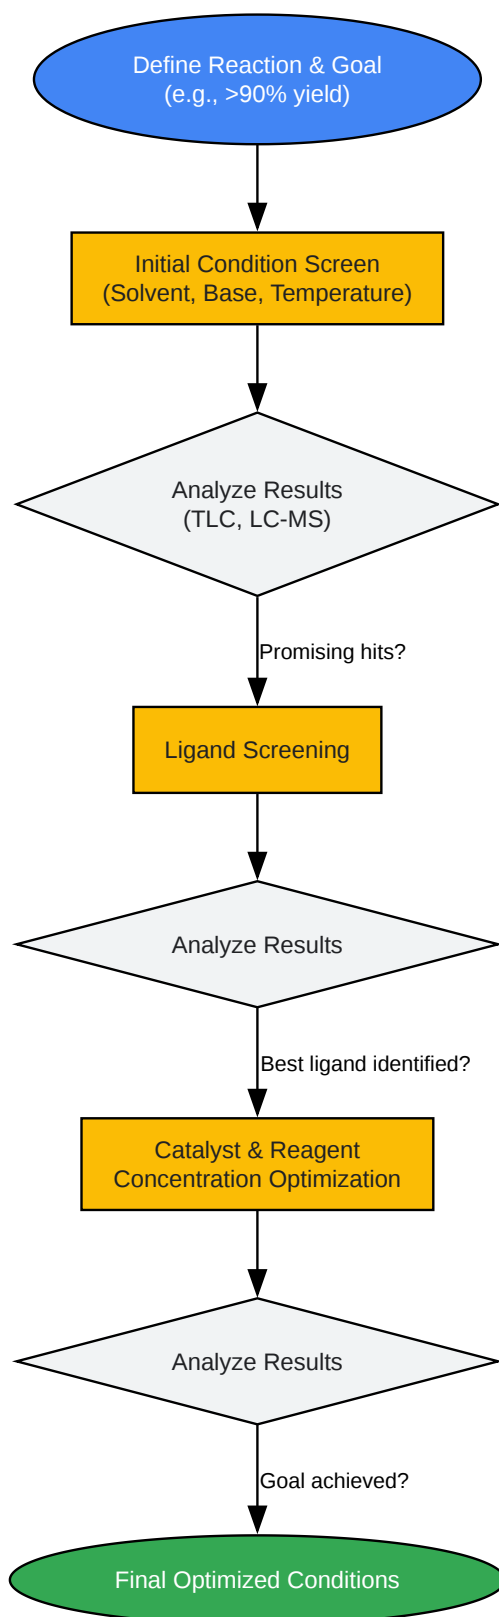 Define Reaction & Goal
(e.g., >90% yield)
Initial Condition Screen
(Solvent, Base, Temperature)
Analyze Results
(TLC, LC-MS)
Promising hits?
Ligand Screening
Analyze Results
Best ligand identified?
Catalyst & Reagent
Concentration Optimization
Analyze Results
Goal achieved?
Final Optimized Conditions